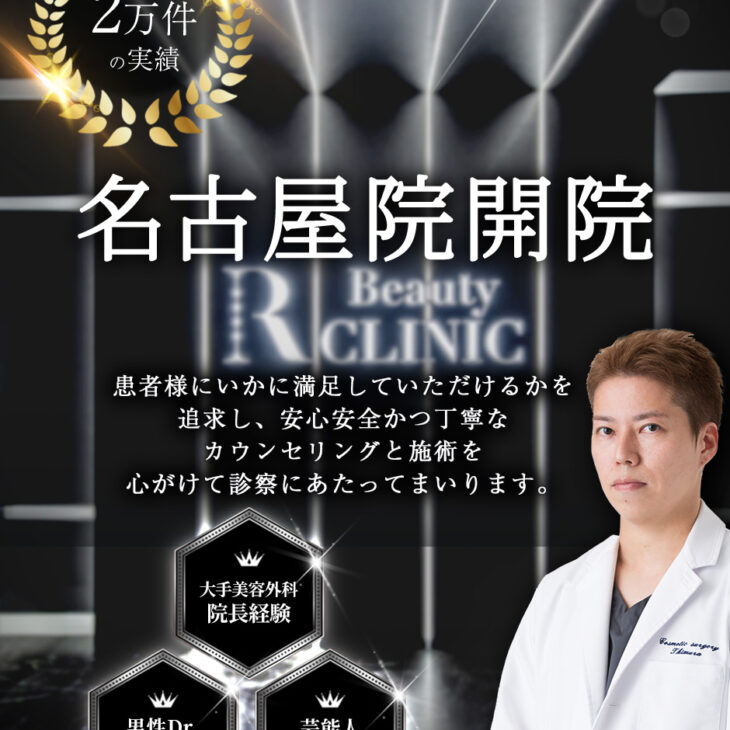 2万件
の実績
名古屋院開院
R Beauty
CLINIC
患者様にいかに満足していただけるかを
追求し、安心安全かつ丁寧な
カウンセリングと施術を
心がけて診察にあたってまいります。
大手美容外科
院長経験
Cosmetic surgery
男性Dr
芸能人